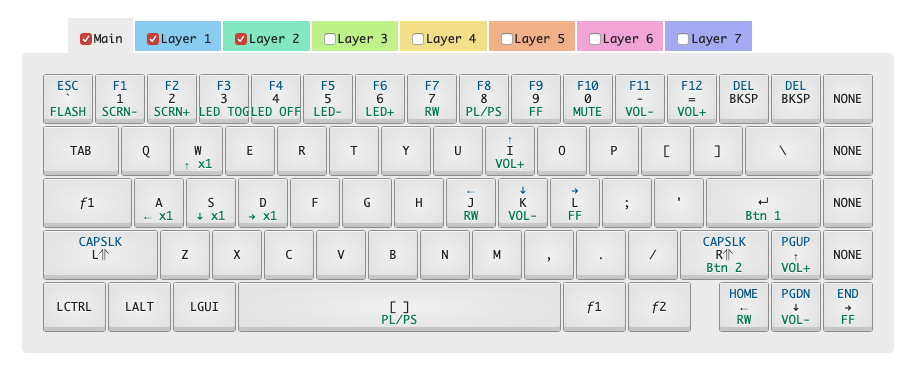 Main Layer 1 Layer 2 Layer 3 Layer 4 Layer 5 Layer 6 Layer 7
ESC F1 F2 F3 F4 F5 F6 F7 F8 F9 F10 F11 F12 DEL DEL
` 1 2 3 4 5 6 7 8 9 0 - = BKSP BKSP NONE
FLASH SCRN- SCRN+ LED TOG LED OFF LED- LED+ RW PL/PS FF MUTE VOL- VOL+
↑
TAB Q W E R T Y U I O P [ ] \ NONE
↑ x1 VOL+
← ↓ →
ƒ1 A S D F G H J K L ; ' ↵ NONE
← x1 ↓ x1 → x1 RW VOL- FF Btn 1
CAPSLK CAPSLK PGUP
L⇈ Z X C V B N M , . / R⇈ ↑ NONE
Btn 2 VOL+
HOME PGDN END
LCTRL LALT LGUI [ ] ƒ1 ƒ2 ← ↓ →
PL/PS RW VOL- FF